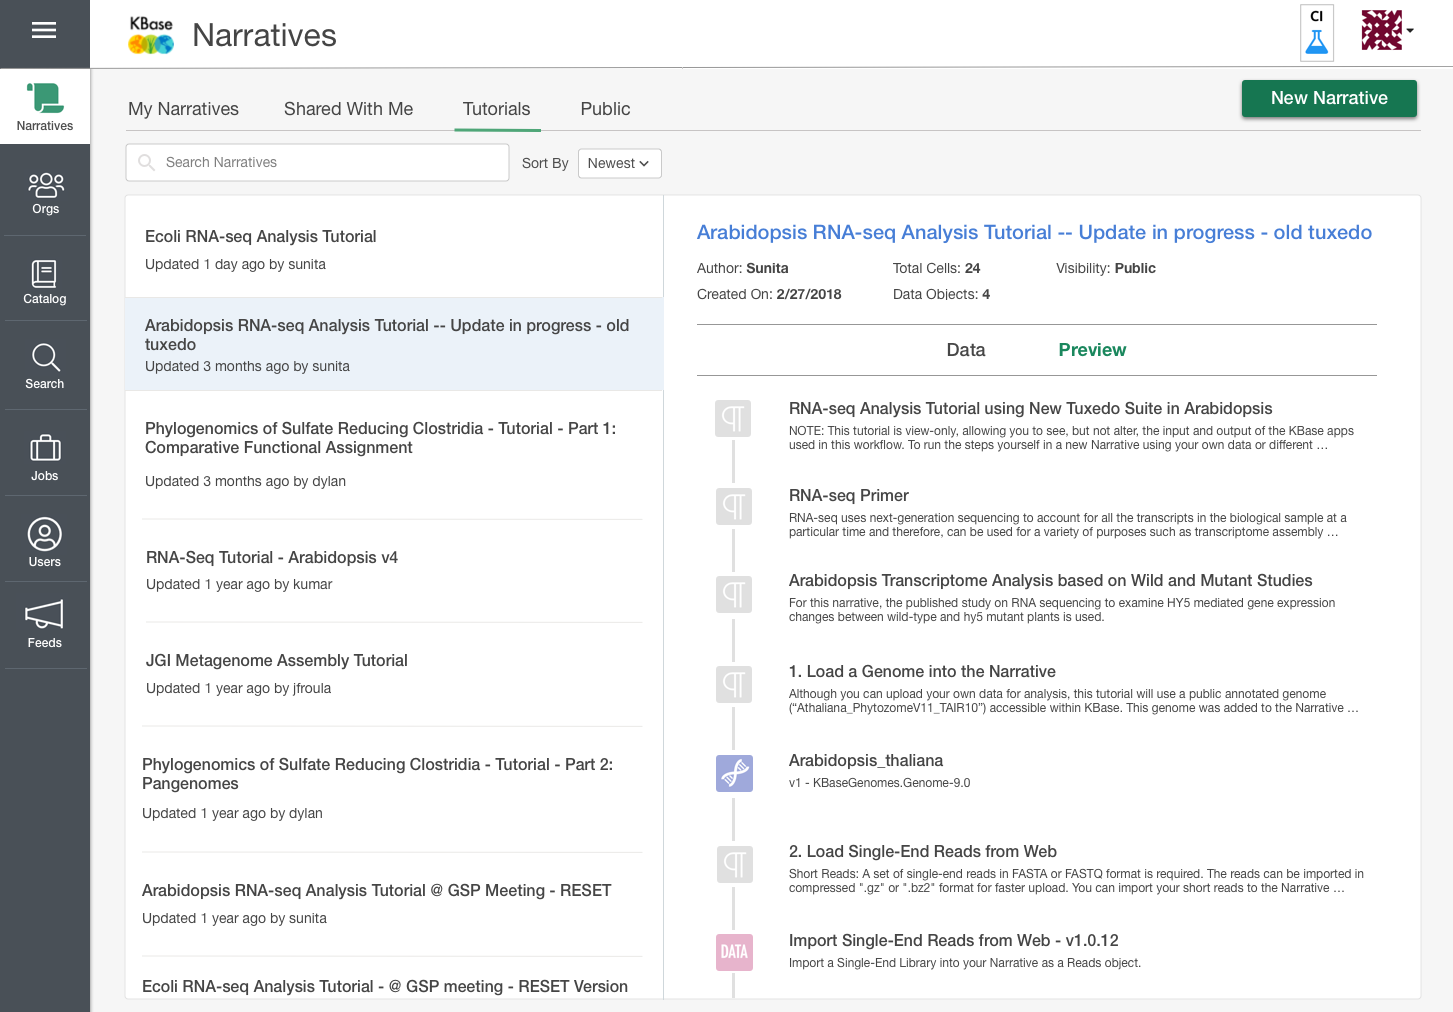 KBase
Narratives
CI
Narratives
Orgs
Catalog
Search
Jobs
Users
Feeds
My Narratives
Shared With Me
Tutorials
Public
New Narrative
Search Narratives
Sort By
Newest
Ecoli RNA-seq Analysis Tutorial
Updated 1 day ago by sunita
Arabidopsis RNA-seq Analysis Tutorial -- Update in progress - old
tuxedo
Updated 3 months ago by sunita
Phylogenomics of Sulfate Reducing Clostridia - Tutorial - Part 1:
Comparative Functional Assignment
Updated 3 months ago by dylan
RNA-Seq Tutorial - Arabidopsis v4
Updated 1 year ago by kumar
JGI Metagenome Assembly Tutorial
Updated 1 year ago by jfroula
Phylogenomics of Sulfate Reducing Clostridia - Tutorial - Part 2:
Pangenomes
Updated 1 year ago by dylan
Arabidopsis RNA-seq Analysis Tutorial @ GSP Meeting - RESET
Updated 1 year ago by sunita
Ecoli RNA-seq Analysis Tutorial - @ GSP meeting - RESET Version
Arabidopsis RNA-seq Analysis Tutorial -- Update in progress - old tuxedo
Author: Sunita
Total Cells: 24
Visibility: Public
Created On: 2/27/2018
Data Objects: 4
Data
Preview
RNA-seq Analysis Tutorial using New Tuxedo Suite in Arabidopsis
NOTE: This tutorial is view-only, allowing you to see, but not alter, the input and output of the KBase apps
used in this workflow. To run the steps yourself in a new Narrative using your own data or different ...
RNA-seq Primer
RNA-seq uses next-generation sequencing to account for all the transcripts in the biological sample at a
particular time and therefore, can be used for a variety of purposes such as transcriptome assembly ...
Arabidopsis Transcriptome Analysis based on Wild and Mutant Studies
For this narrative, the published study on RNA sequencing to examine HY5 mediated gene expression
changes between wild-type and hy5 mutant plants is used.
1. Load a Genome into the Narrative
Although you can upload your own data for analysis, this tutorial will use a public annotated genome
(“Athaliana_PhytozomeV11_TAIR10”) accessible within KBase. This genome was added to the Narrative ...
Arabidopsis_thaliana
v1 - KBaseGenomes.Genome-9.0
2. Load Single-End Reads from Web
Short Reads: A set of single-end reads in FASTA or FASTQ format is required. The reads can be imported in
compressed ".gz" or ".bz2" format for faster upload. You can import your short reads to the Narrative ...
DATA
Import Single-End Reads from Web - v1.0.12
Import a Single-End Library into your Narrative as a Reads object.